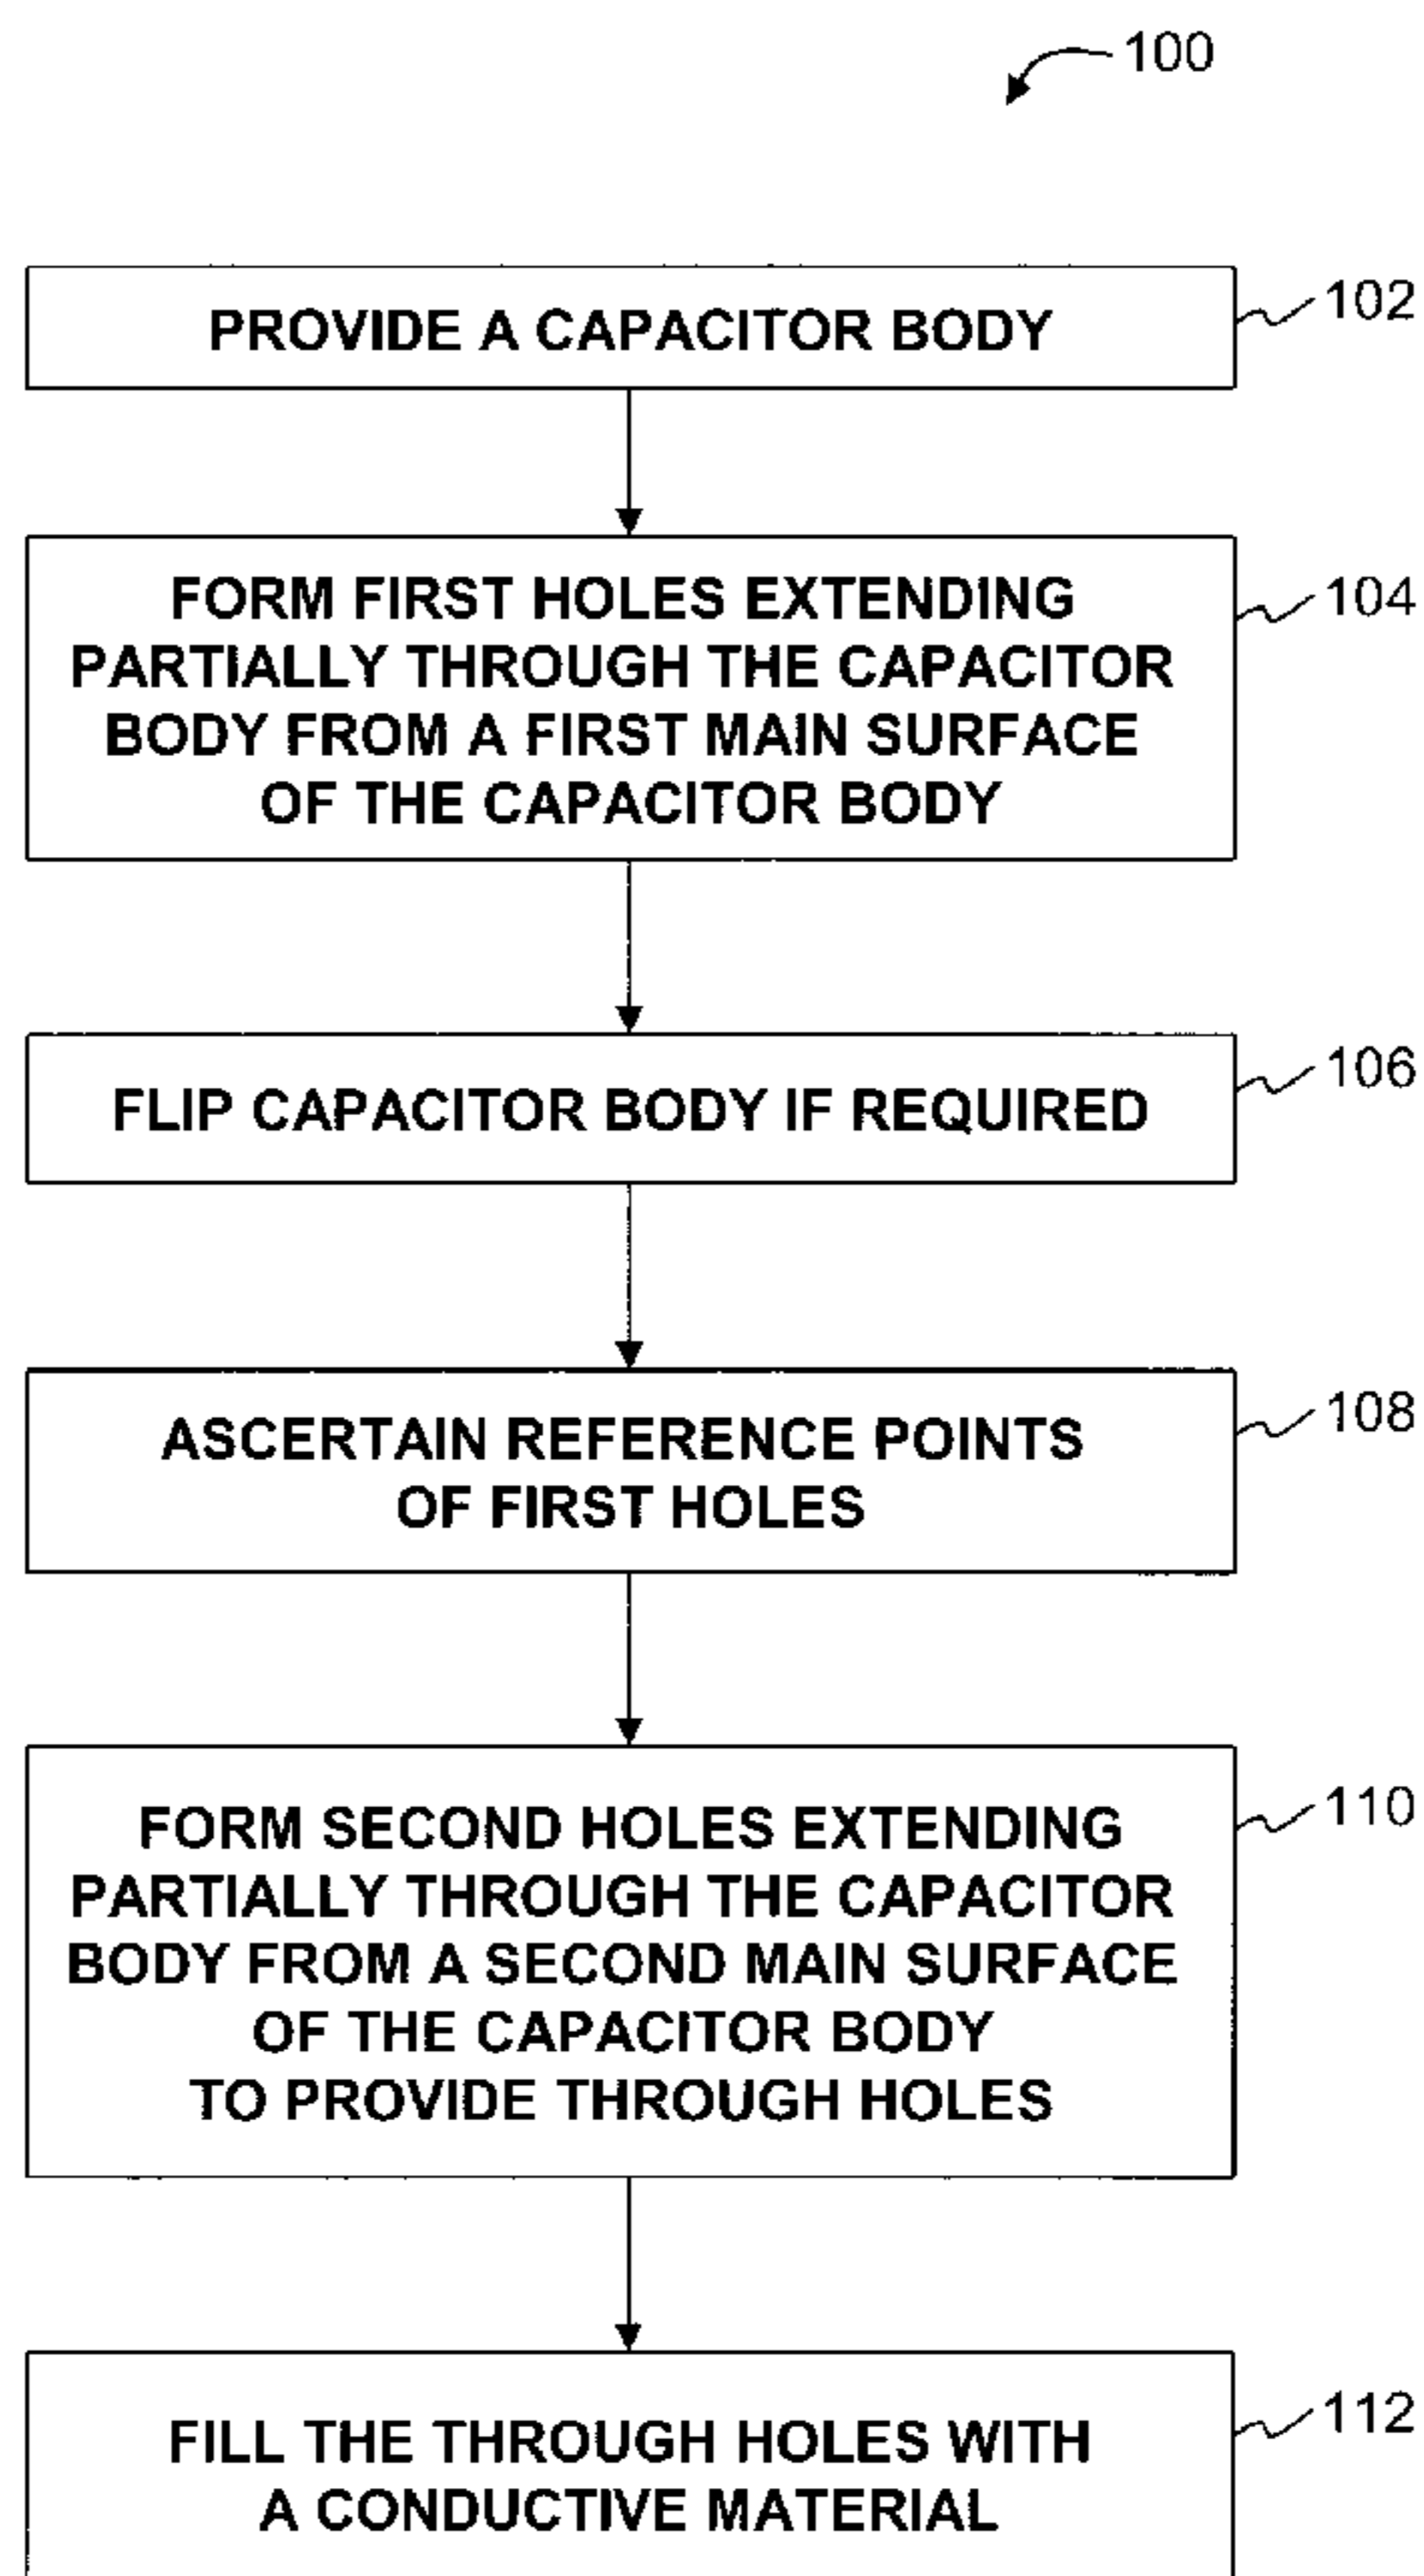 100
PROVIDE A CAPACITOR BODY
102
FORM FIRST HOLES EXTENDING
PARTIALLY THROUGH THE CAPACITOR
BODY FROM A FIRST MAIN SURFACE
OF THE CAPACITOR BODY
104
FLIP CAPACITOR BODY IF REQUIRED
106
ASCERTAIN REFERENCE POINTS
OF FIRST HOLES
108
FORM SECOND HOLES EXTENDING
PARTIALLY THROUGH THE CAPACITOR
BODY FROM A SECOND MAIN SURFACE
OF THE CAPACITOR BODY
TO PROVIDE THROUGH HOLES
110
FILL THE THROUGH HOLES WITH
A CONDUCTIVE MATERIAL
112